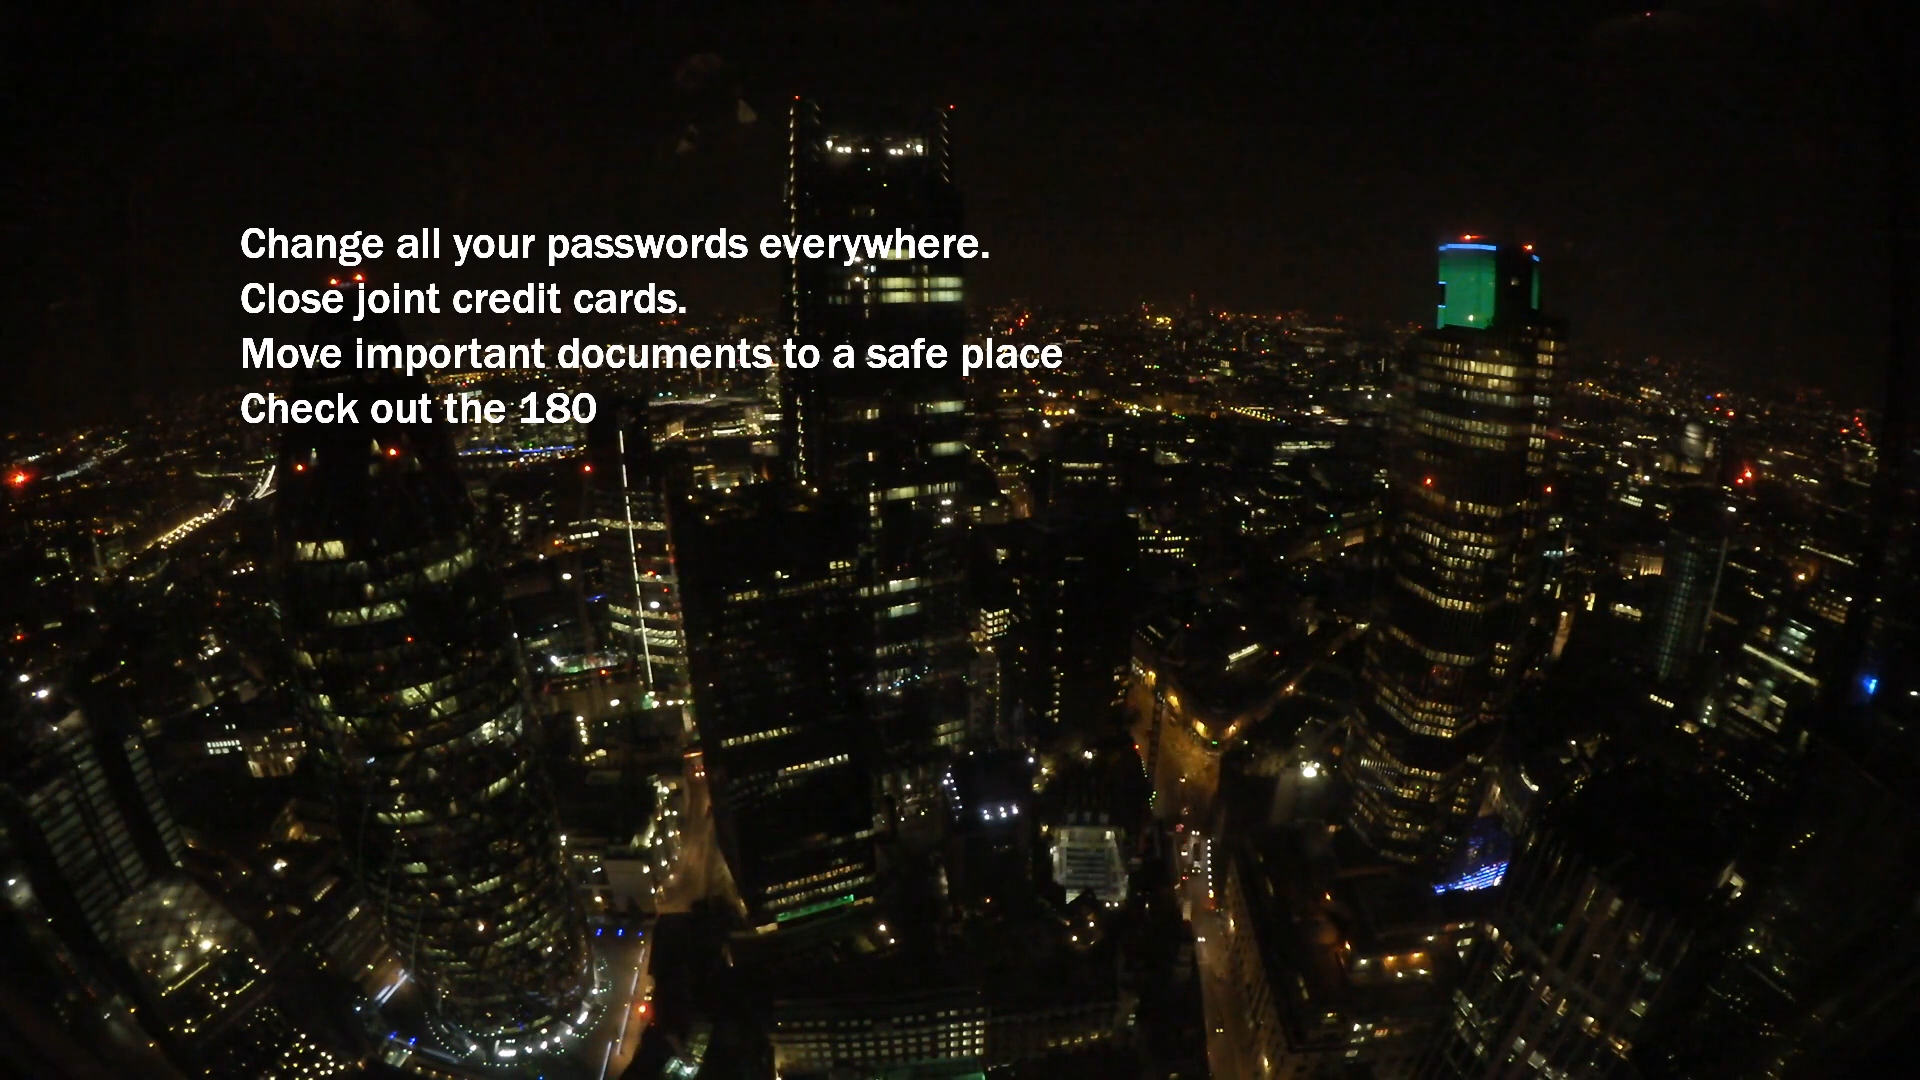 Change all your passwords everywhere.
Close joint credit cards.
Move important documents to a safe place
Check out the 180